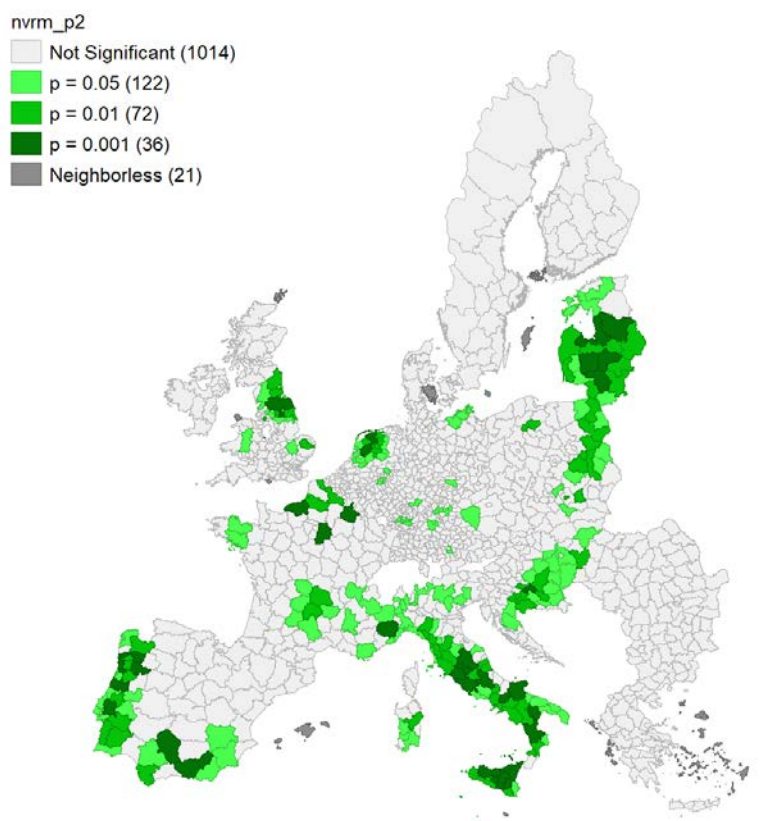 nvrm_p2
Not Significant (1014)
p = 0.05 (122)
p = 0.01 (72)
p = 0.001 (36)
Neighborless (21)